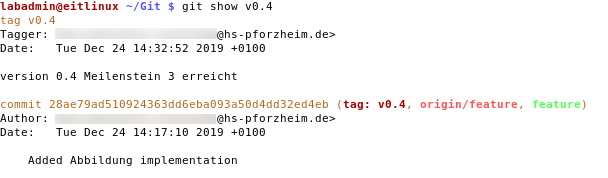 labadmin@eitlinux ~/Git $ git show v0.4
tag v0.4
Tagger: @hs-pforzheim.de>
Date:   Tue Dec 24 14:32:52 2019 +0100
version 0.4 Meilenstein 3 erreicht
commit 28ae79ad510924363dd6eba093a50d4dd32ed4eb (tag: v0.4, origin/feature, feature)
Author: @hs-pforzheim.de>
Date:   Tue Dec 24 14:17:10 2019 +0100
Added Abbildung implementation